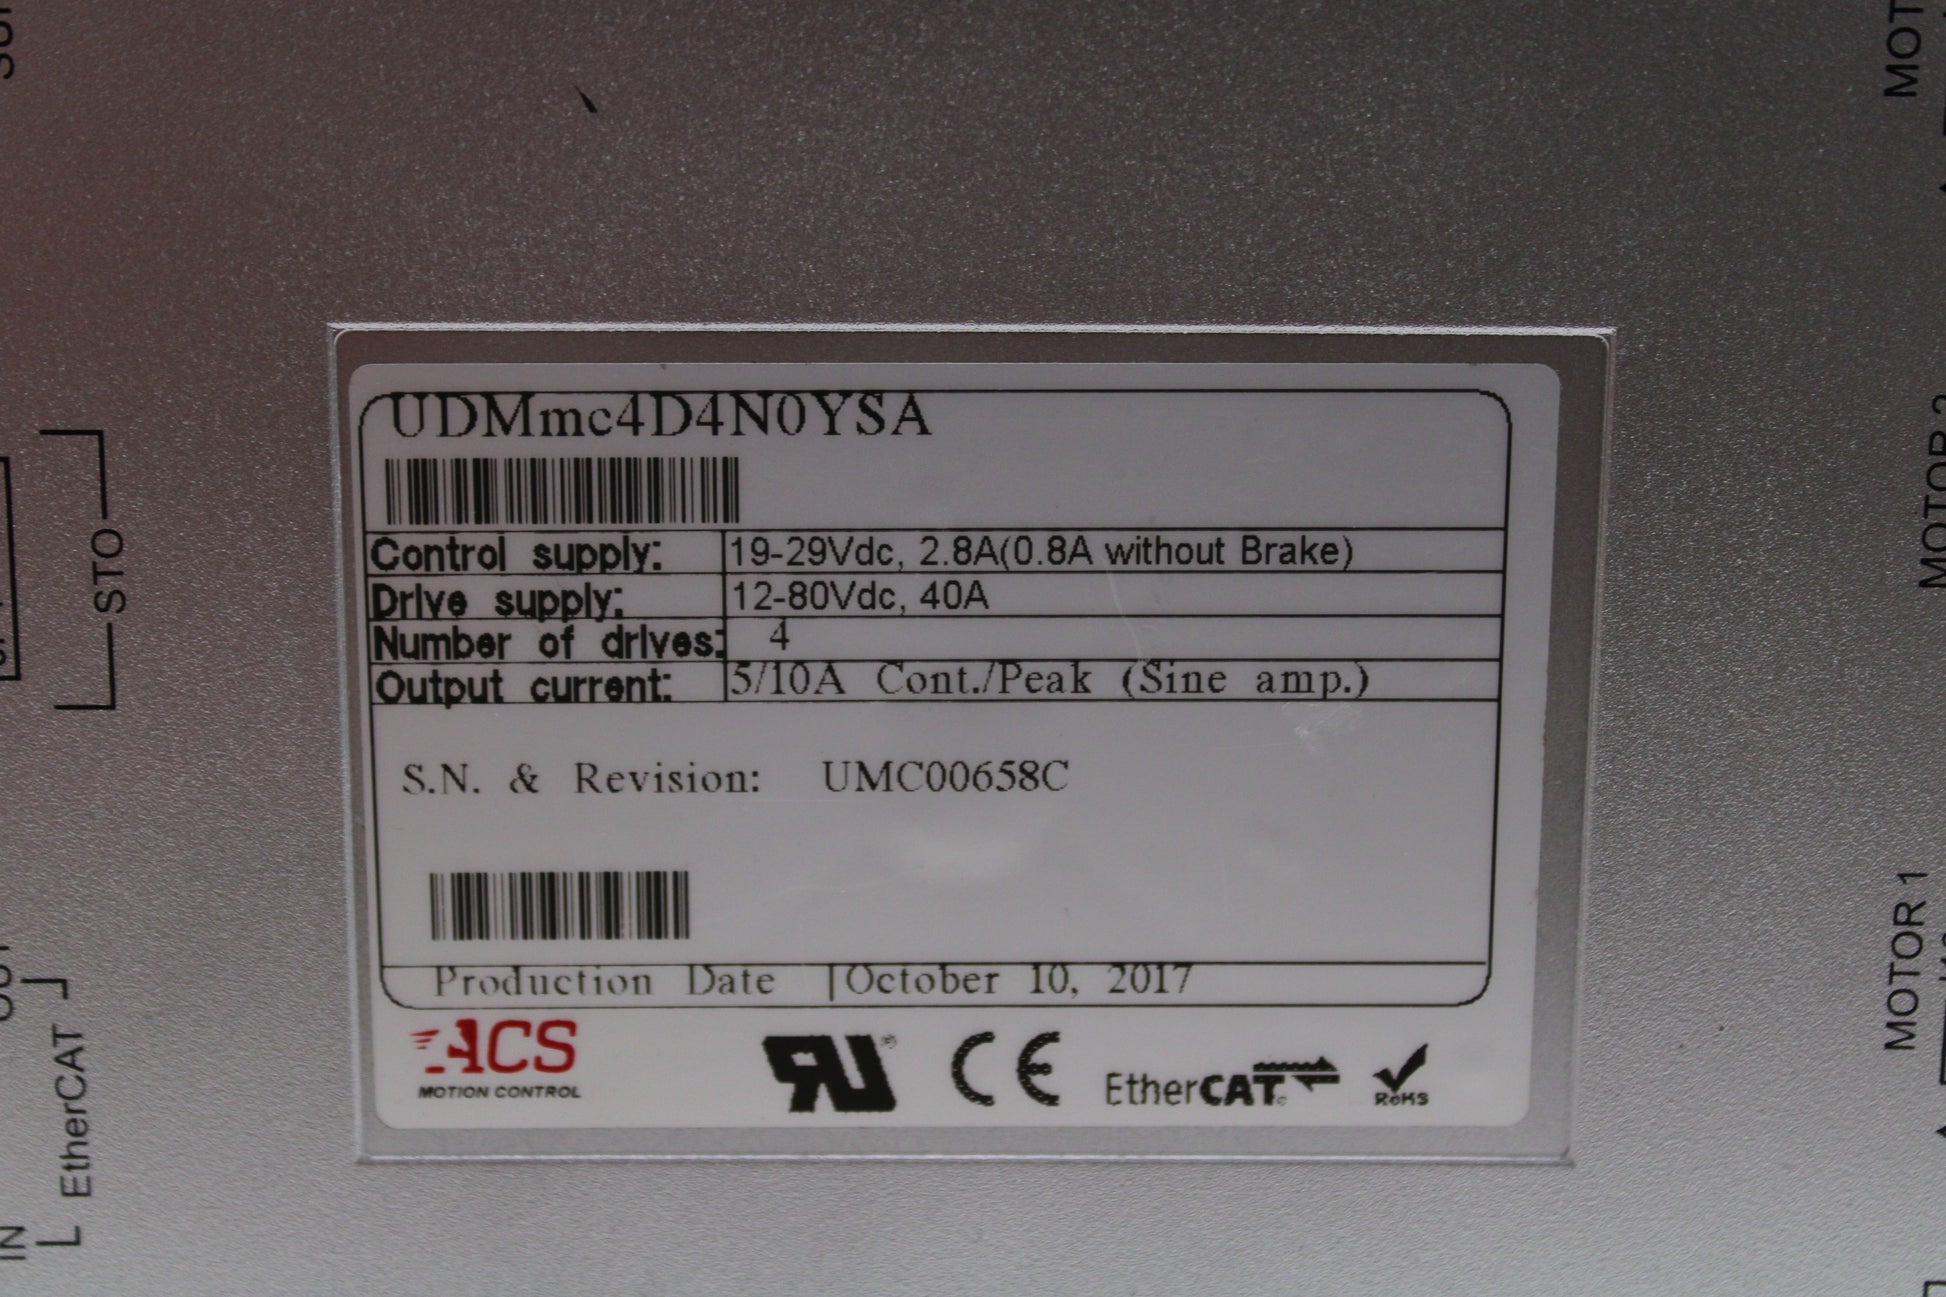 UDMmc4D4N0YSA
Control supply: 19-29Vdc, 2.8A(0.8A without Brake)
Drive supply: 12-80Vdc, 40A
Number of drives: 4
Output current: 5/10A Cont./Peak (Sine amp.)
S.N. & Revision: UMC00658C
Production Date October 10, 2017
ACS
MOTION CONTROL
RU
®
CE
EtherCAT
RoHS
STO
EtherCAT
IN
MOTOR 1